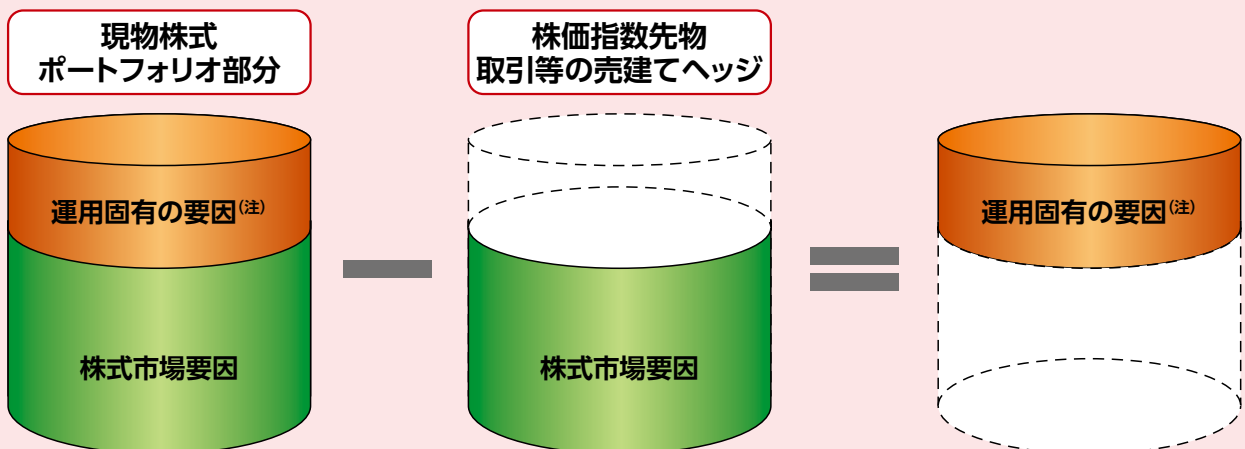 現物株式
ポートフォリオ部分
株価指数先物
取引等の売建てヘッジ
運用固有の要因(注)
株式市場要因
株式市場要因
運用固有の要因(注)